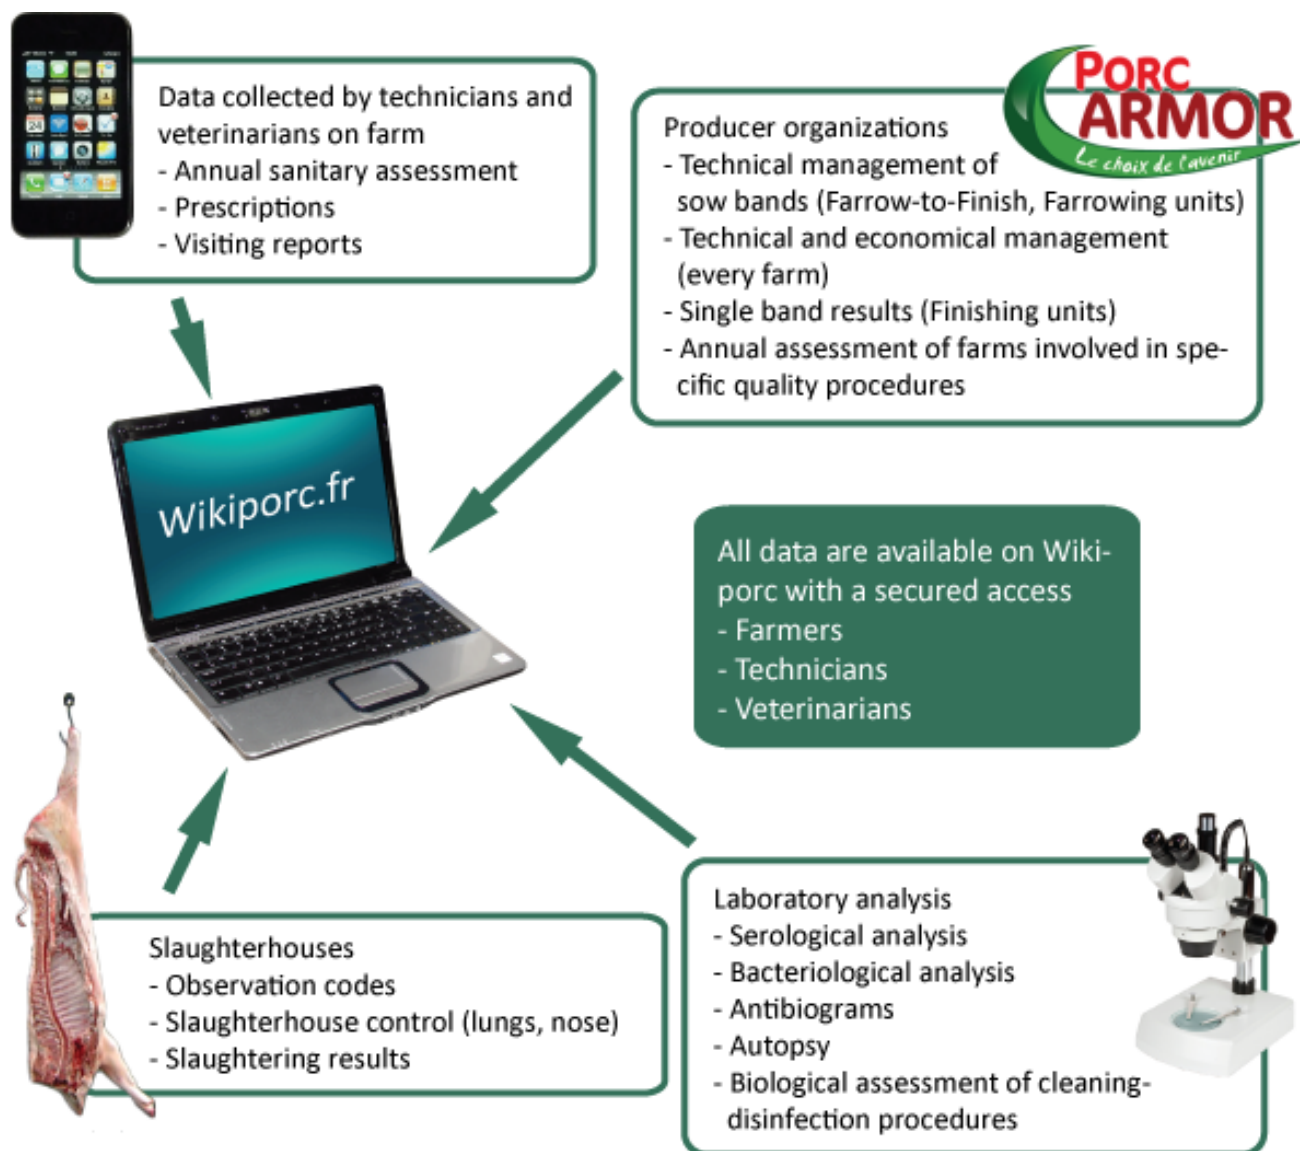 Data collected by technicians and
veterinarians on farm
- Annual sanitary assessment
- Prescriptions
- Visiting reports
PORC
ARMOR
Le choix de l'avenir
Producer organizations
- Technical management of
sow bands (Farrow-to-Finish, Farrowing units)
- Technical and economical management
(every farm)
- Single band results (Finishing units)
- Annual assessment of farms involved in spe-
cific quality procedures
Wikiporc.fr
All data are available on Wiki-
porc with a secured access
- Farmers
- Technicians
- Veterinarians
Slaughterhouses
- Observation codes
- Slaughterhouse control (lungs, nose)
- Slaughtering results
Laboratory analysis
- Serological analysis
- Bacteriological analysis
- Antibiograms
- Autopsy
- Biological assessment of cleaning-
disinfection procedures